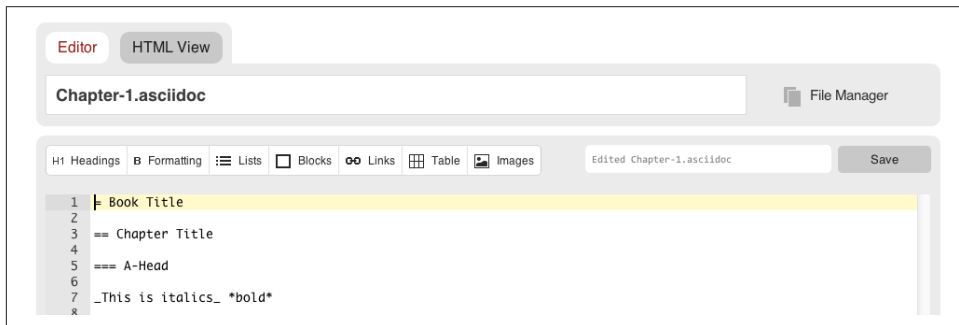 Editor HTML View
Chapter-1.asciidoc File Manager
H1 Headings B Formatting Lists Blocks Links Table Images Edited Chapter-1.asciidoc Save
1 = Book Title
2
3 == Chapter Title
4
5 === A-Head
6
7 _This is italics_ *bold*
8